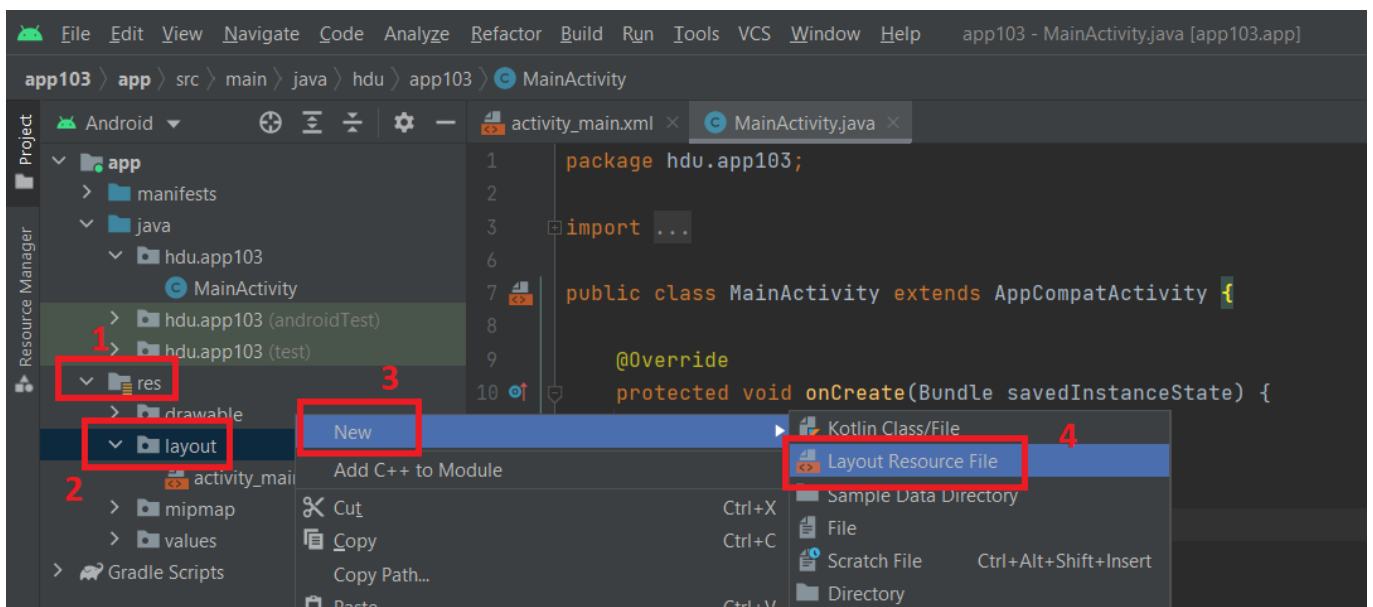 File Edit View Navigate Code Analyze Refactor Build Run Tools VCS Window Help app103 - MainActivity.java [app103.app]
app103 〉 app 〉 src 〉 main 〉 java 〉 hdu 〉 app103 〉 C MainActivity
Project
Resource Manager
Android
app
manifests
java
hdu.app103
C MainActivity
hdu.app103 (androidTest)
1
hdu.app103 (test)
res
drawable
layout
2
activity_mai
mipmap
values
Gradle Scripts
activity_main.xml × C MainActivity.java ×
1 package hdu.app103;
2
3 import ...
6
7 public class MainActivity extends AppCompatActivity {
8
9 @Override
10 protected void onCreate(Bundle savedInstanceState) {
3
New
Add C++ to Module
Cut Ctrl+X
Copy Ctrl+C
Copy Path...
Paste Ctrl+V
4
Kotlin Class/File
Layout Resource File
Sample Data Directory
File
Scratch File Ctrl+Alt+Shift+Insert
Directory